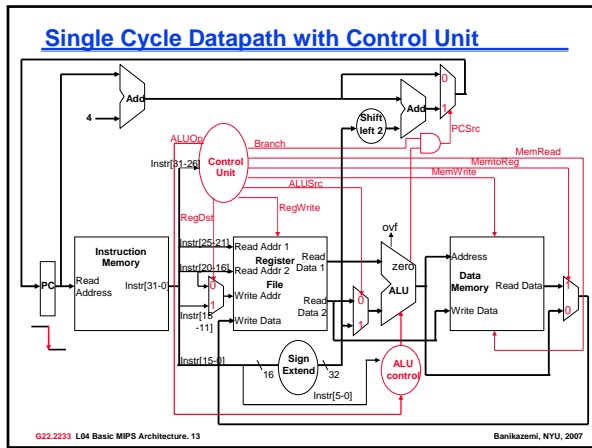 Single Cycle Datapath with Control Unit
Add
4
Add
0
1
Shift
left 2
PCSrc
ALUOp
Branch
MemRead
Instr[31-26]
Control
Unit
MemtoReg
MemWrite
ALUSrc
RegDst
RegWrite
ovf
Instruction
Memory
PC
Read
Address
Instr[31-0]
Instr[25-21]
Read Addr 1
Instr[20-16]
Read Addr 2
Register
File
Read
Data 1
0
1
Write Addr
Instr[15
-11]
Write Data
Read
Data 2
0
1
zero
ALU
Address
Data
Memory
Read Data
Write Data
1
0
Instr[15-0]
Sign
Extend
16
32
ALU
control
Instr[5-0]
G22.2233 L04 Basic MIPS Architecture. 13
Banikazemi, NYU, 2007